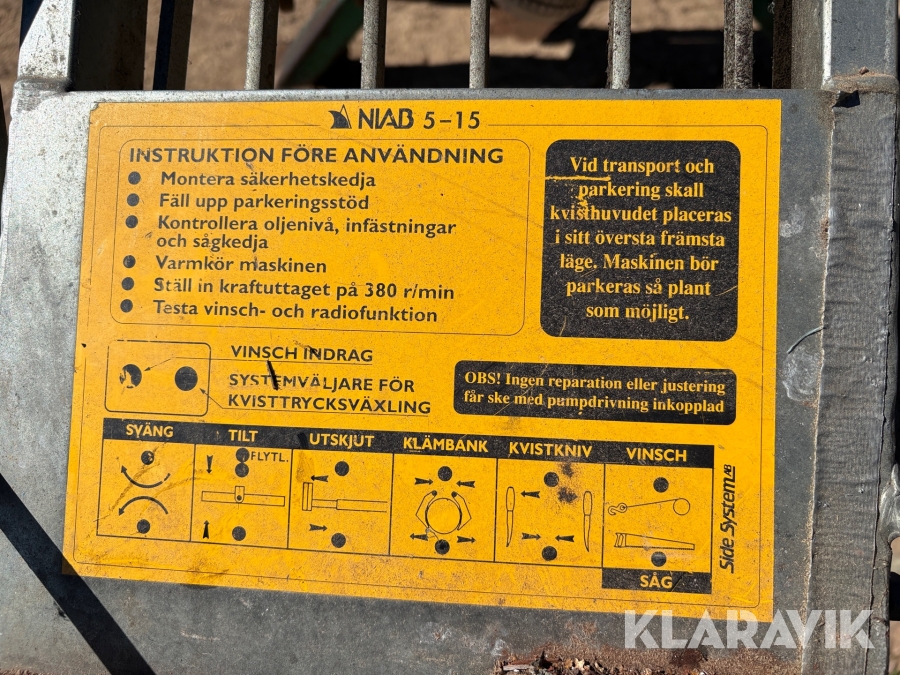 NIAB 5-15
INSTRUKTION FÖRE ANVÄNDNING
● Montera säkerhetskedja
● Fäll upp parkeringsstöd
● Kontrollera oljenivå, infästningar
och sågkedja
● Varmkör maskinen
● Ställ in kraftuttaget på 380 r/min
● Testa vinsch- och radiofunktion
Vid transport och
parkering skall
kvisthuvudet placeras
i sitt översta främsta
läge. Maskinen bör
parkeras så plant
som möjligt.
VINSCH INDRAG
SYSTEMVÄLJARE FÖR
KVISTTRYCKSVÄXLING
OBS! Ingen reparation eller justering
får ske med pumpdrivning inkopplad
SVÄNG
TILT
FLYTL.
UTSKJUT
KLÄMBANK
KVISTKNIV
VINSCH
SÅG
Side System AB
KLARAVIK